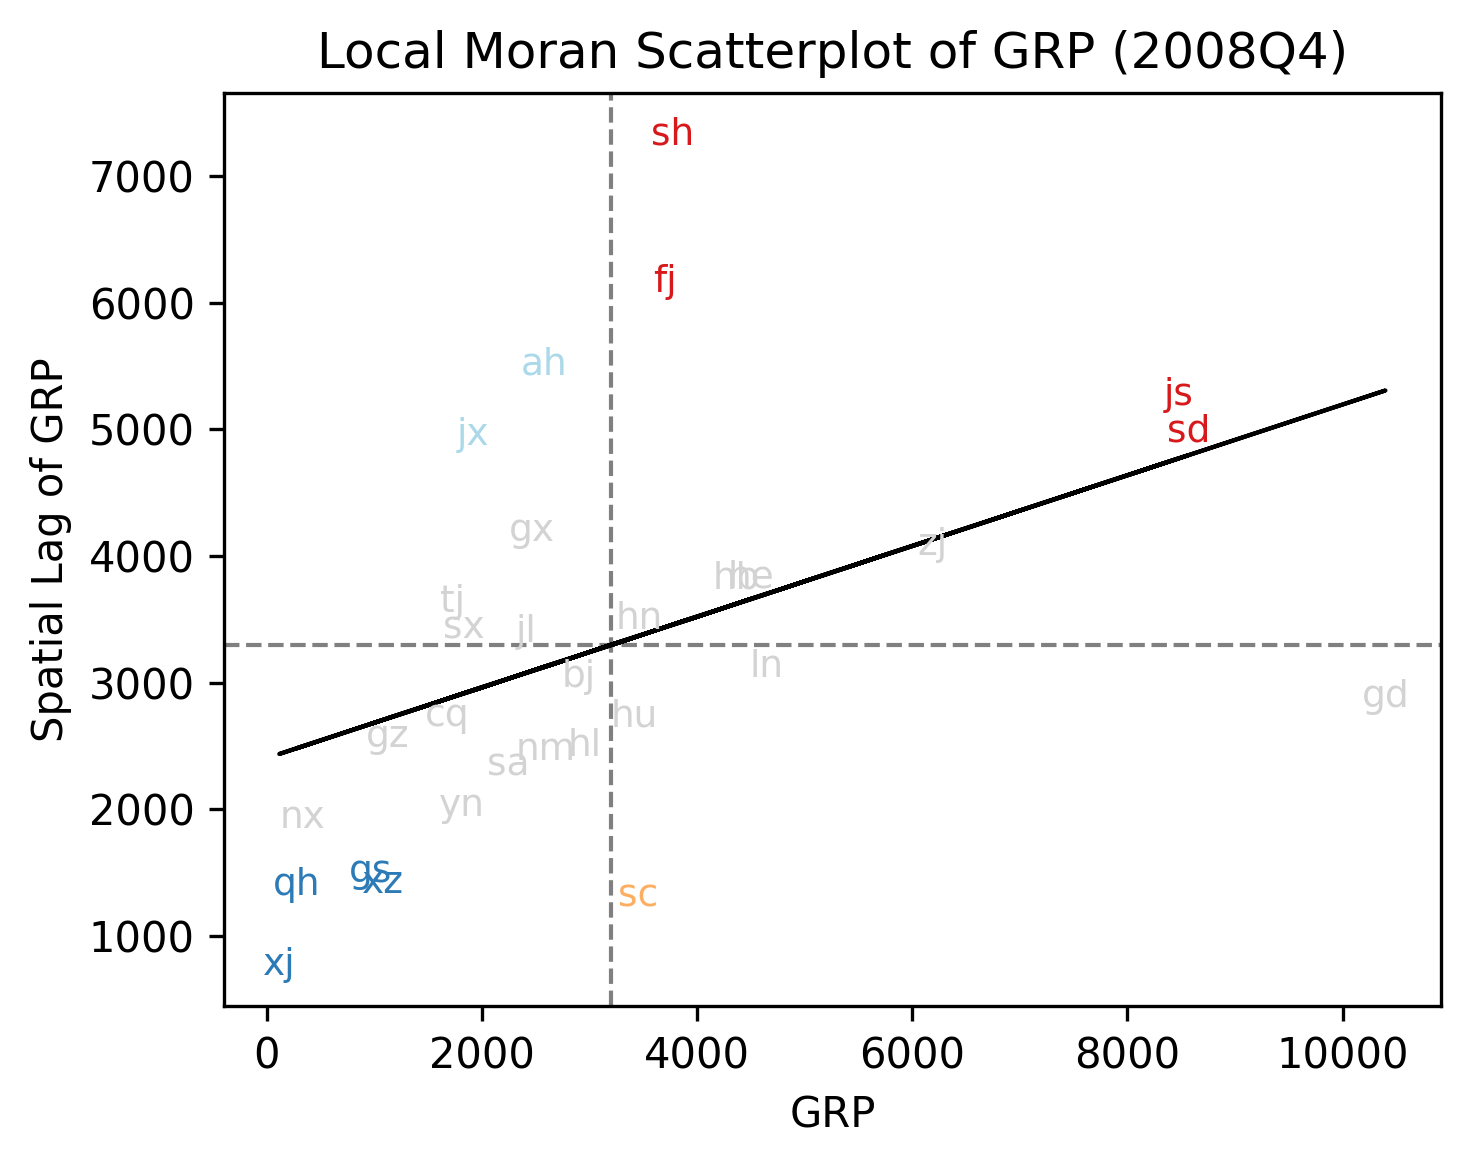 Local Moran Scatterplot of GRP (2008Q4)
Spatial Lag of GRP
7000
6000
5000
4000
3000
2000
1000
sh
fj
ah
js
sd
jx
gx
zj
hb
he
tj
hn
sx
jl
ln
bj
gd
cq
hu
gz
nm
hl
sa
yn
nx
gs
xz
qh
sc
xj
0
2000
4000
6000
8000
10000
GRP